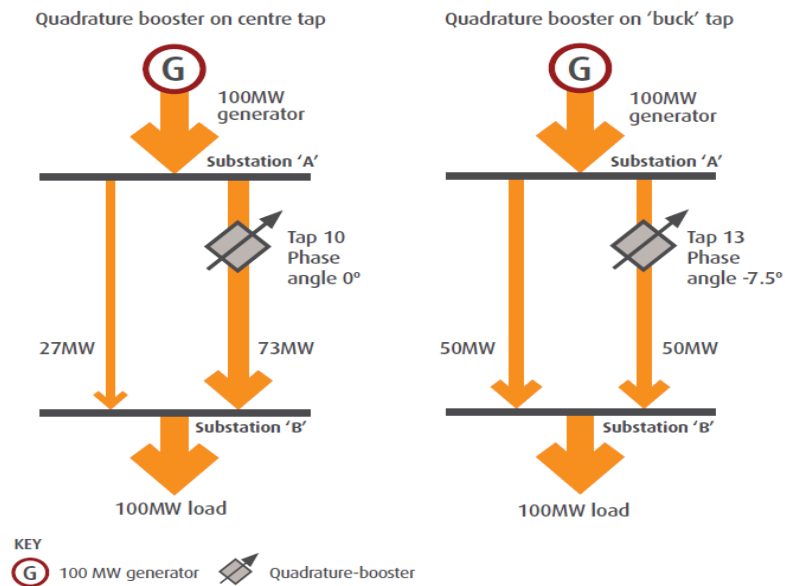 Quadrature booster on centre tap
G
100MW
generator
Substation ‘A’
Tap 10
Phase
angle 0°
27MW
73MW
Substation ‘B’
100MW load
Quadrature booster on ‘buck’ tap
G
100MW
generator
Substation ‘A’
Tap 13
Phase
angle -7.5°
50MW
50MW
Substation ‘B’
100MW load
KEY
G 100 MW generator Quadrature-booster